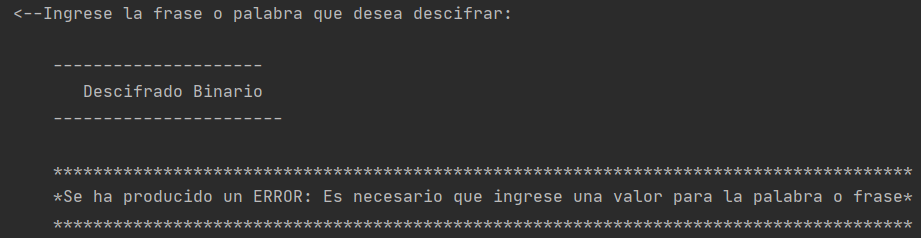 <--Ingrese la frase o palabra que desea descifrar:
---------------------
Descifrado Binario
-----------------------
**************************************************************************************
*Se ha producido un ERROR: Es necesario que ingrese una valor para la palabra o frase*
**************************************************************************************